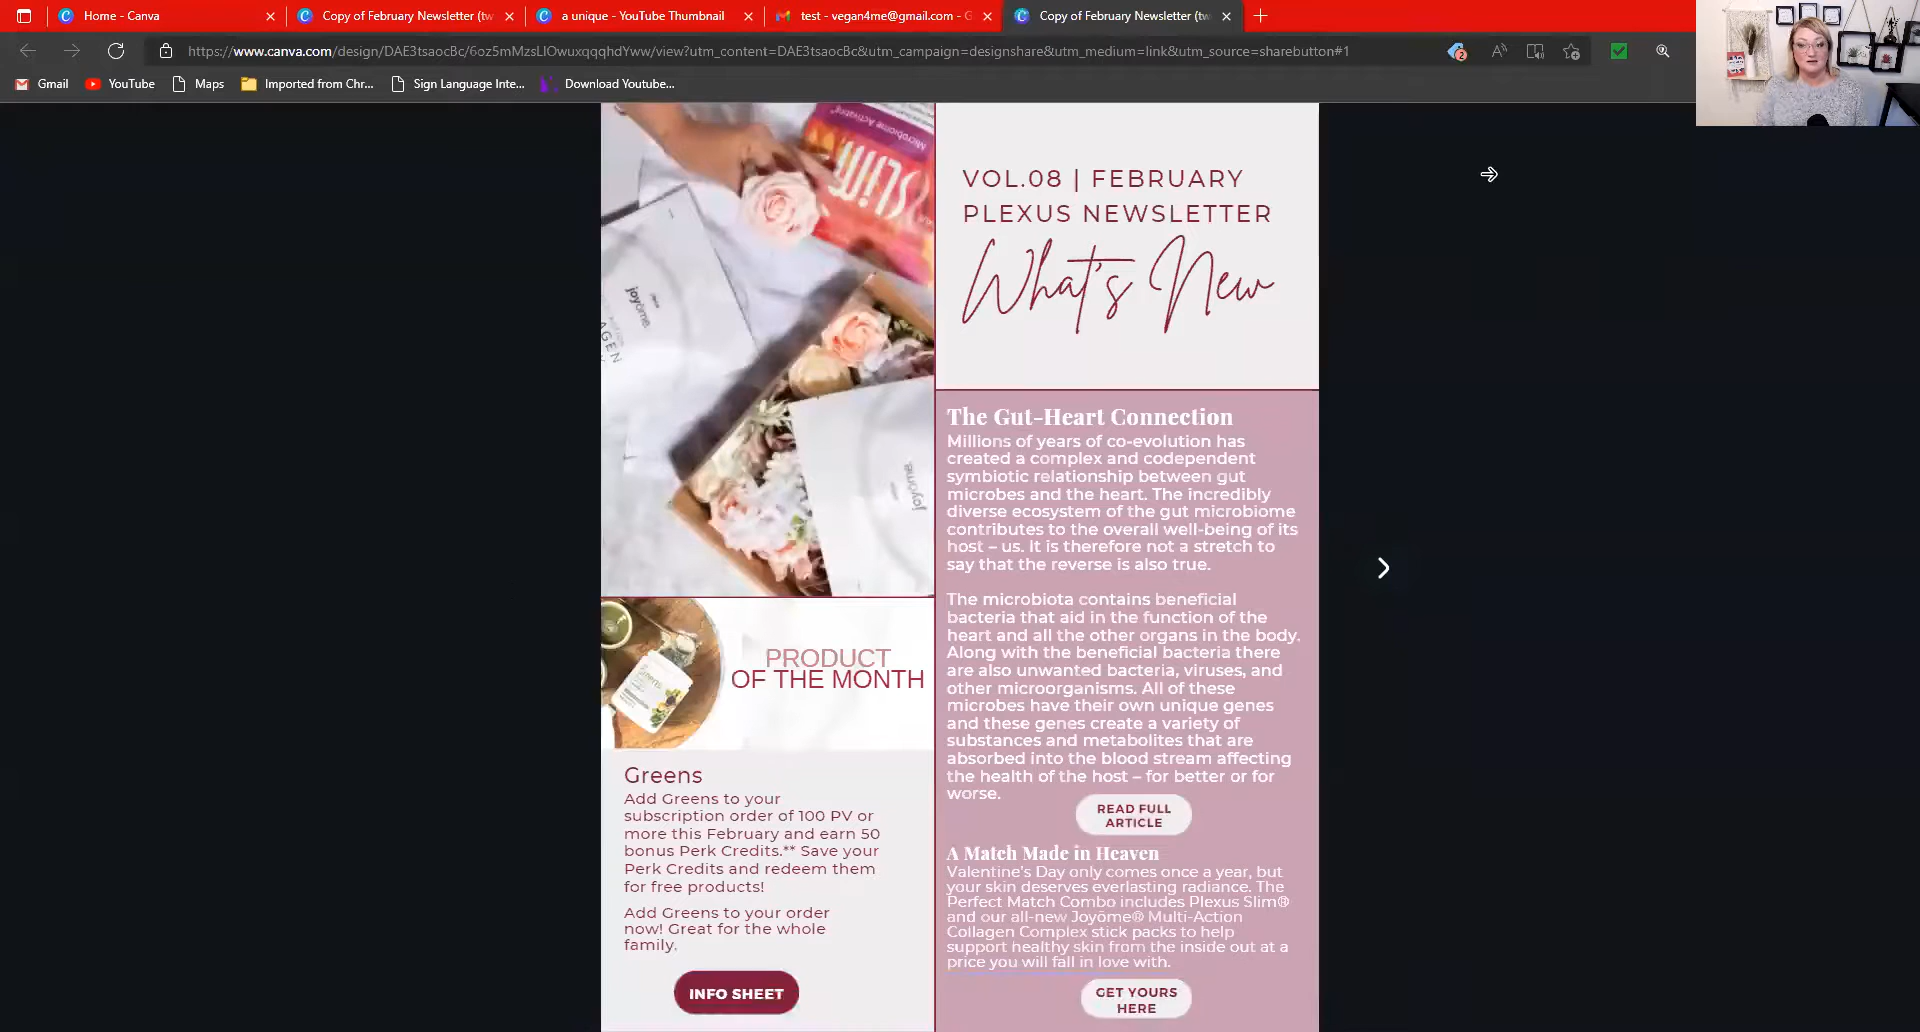 Home - Canva
Copy of February Newsletter (tw
a unique - YouTube Thumbnail
test - vegan4me@gmail.com - G
Copy of February Newsletter (tw
https://www.canva.com/design/DAE3tsaocBc/6oz5mMzsLIOwuxqqqhdYww/view?utm_content=DAE3tsaocBc&utm_campaign=designshare&utm_medium=link&utm_source=sharebutton#1
2
Gmail
YouTube
Maps
Imported from Chr...
Sign Language Inte...
Download Youtube...
Microbiome Activating
SLIM
joyōme.
AGEN
joyōme.
VOL.08 | FEBRUARY
PLEXUS NEWSLETTER
What's New
The Gut-Heart Connection
Millions of years of co-evolution has
created a complex and codependent
symbiotic relationship between gut
microbes and the heart. The incredibly
diverse ecosystem of the gut microbiome
contributes to the overall well-being of its
host – us. It is therefore not a stretch to
say that the reverse is also true.
The microbiota contains beneficial
bacteria that aid in the function of the
heart and all the other organs in the body.
Along with the beneficial bacteria there
are also unwanted bacteria, viruses, and
other microorganisms. All of these
microbes have their own unique genes
and these genes create a variety of
substances and metabolites that are
absorbed into the blood stream affecting
the health of the host – for better or for
worse.
READ FULL
ARTICLE
A Match Made in Heaven
Valentine's Day only comes once a year, but
your skin deserves everlasting radiance. The
Perfect Match Combo includes Plexus Slim®
and our all-new Joyōme® Multi-Action
Collagen Complex stick packs to help
support healthy skin from the inside out at a
price you will fall in love with.
GET YOURS
HERE
PRODUCT
OF THE MONTH
Greens
Add Greens to your
subscription order of 100 PV or
more this February and earn 50
bonus Perk Credits.** Save your
Perk Credits and redeem them
for free products!
Add Greens to your order
now! Great for the whole
family.
INFO SHEET